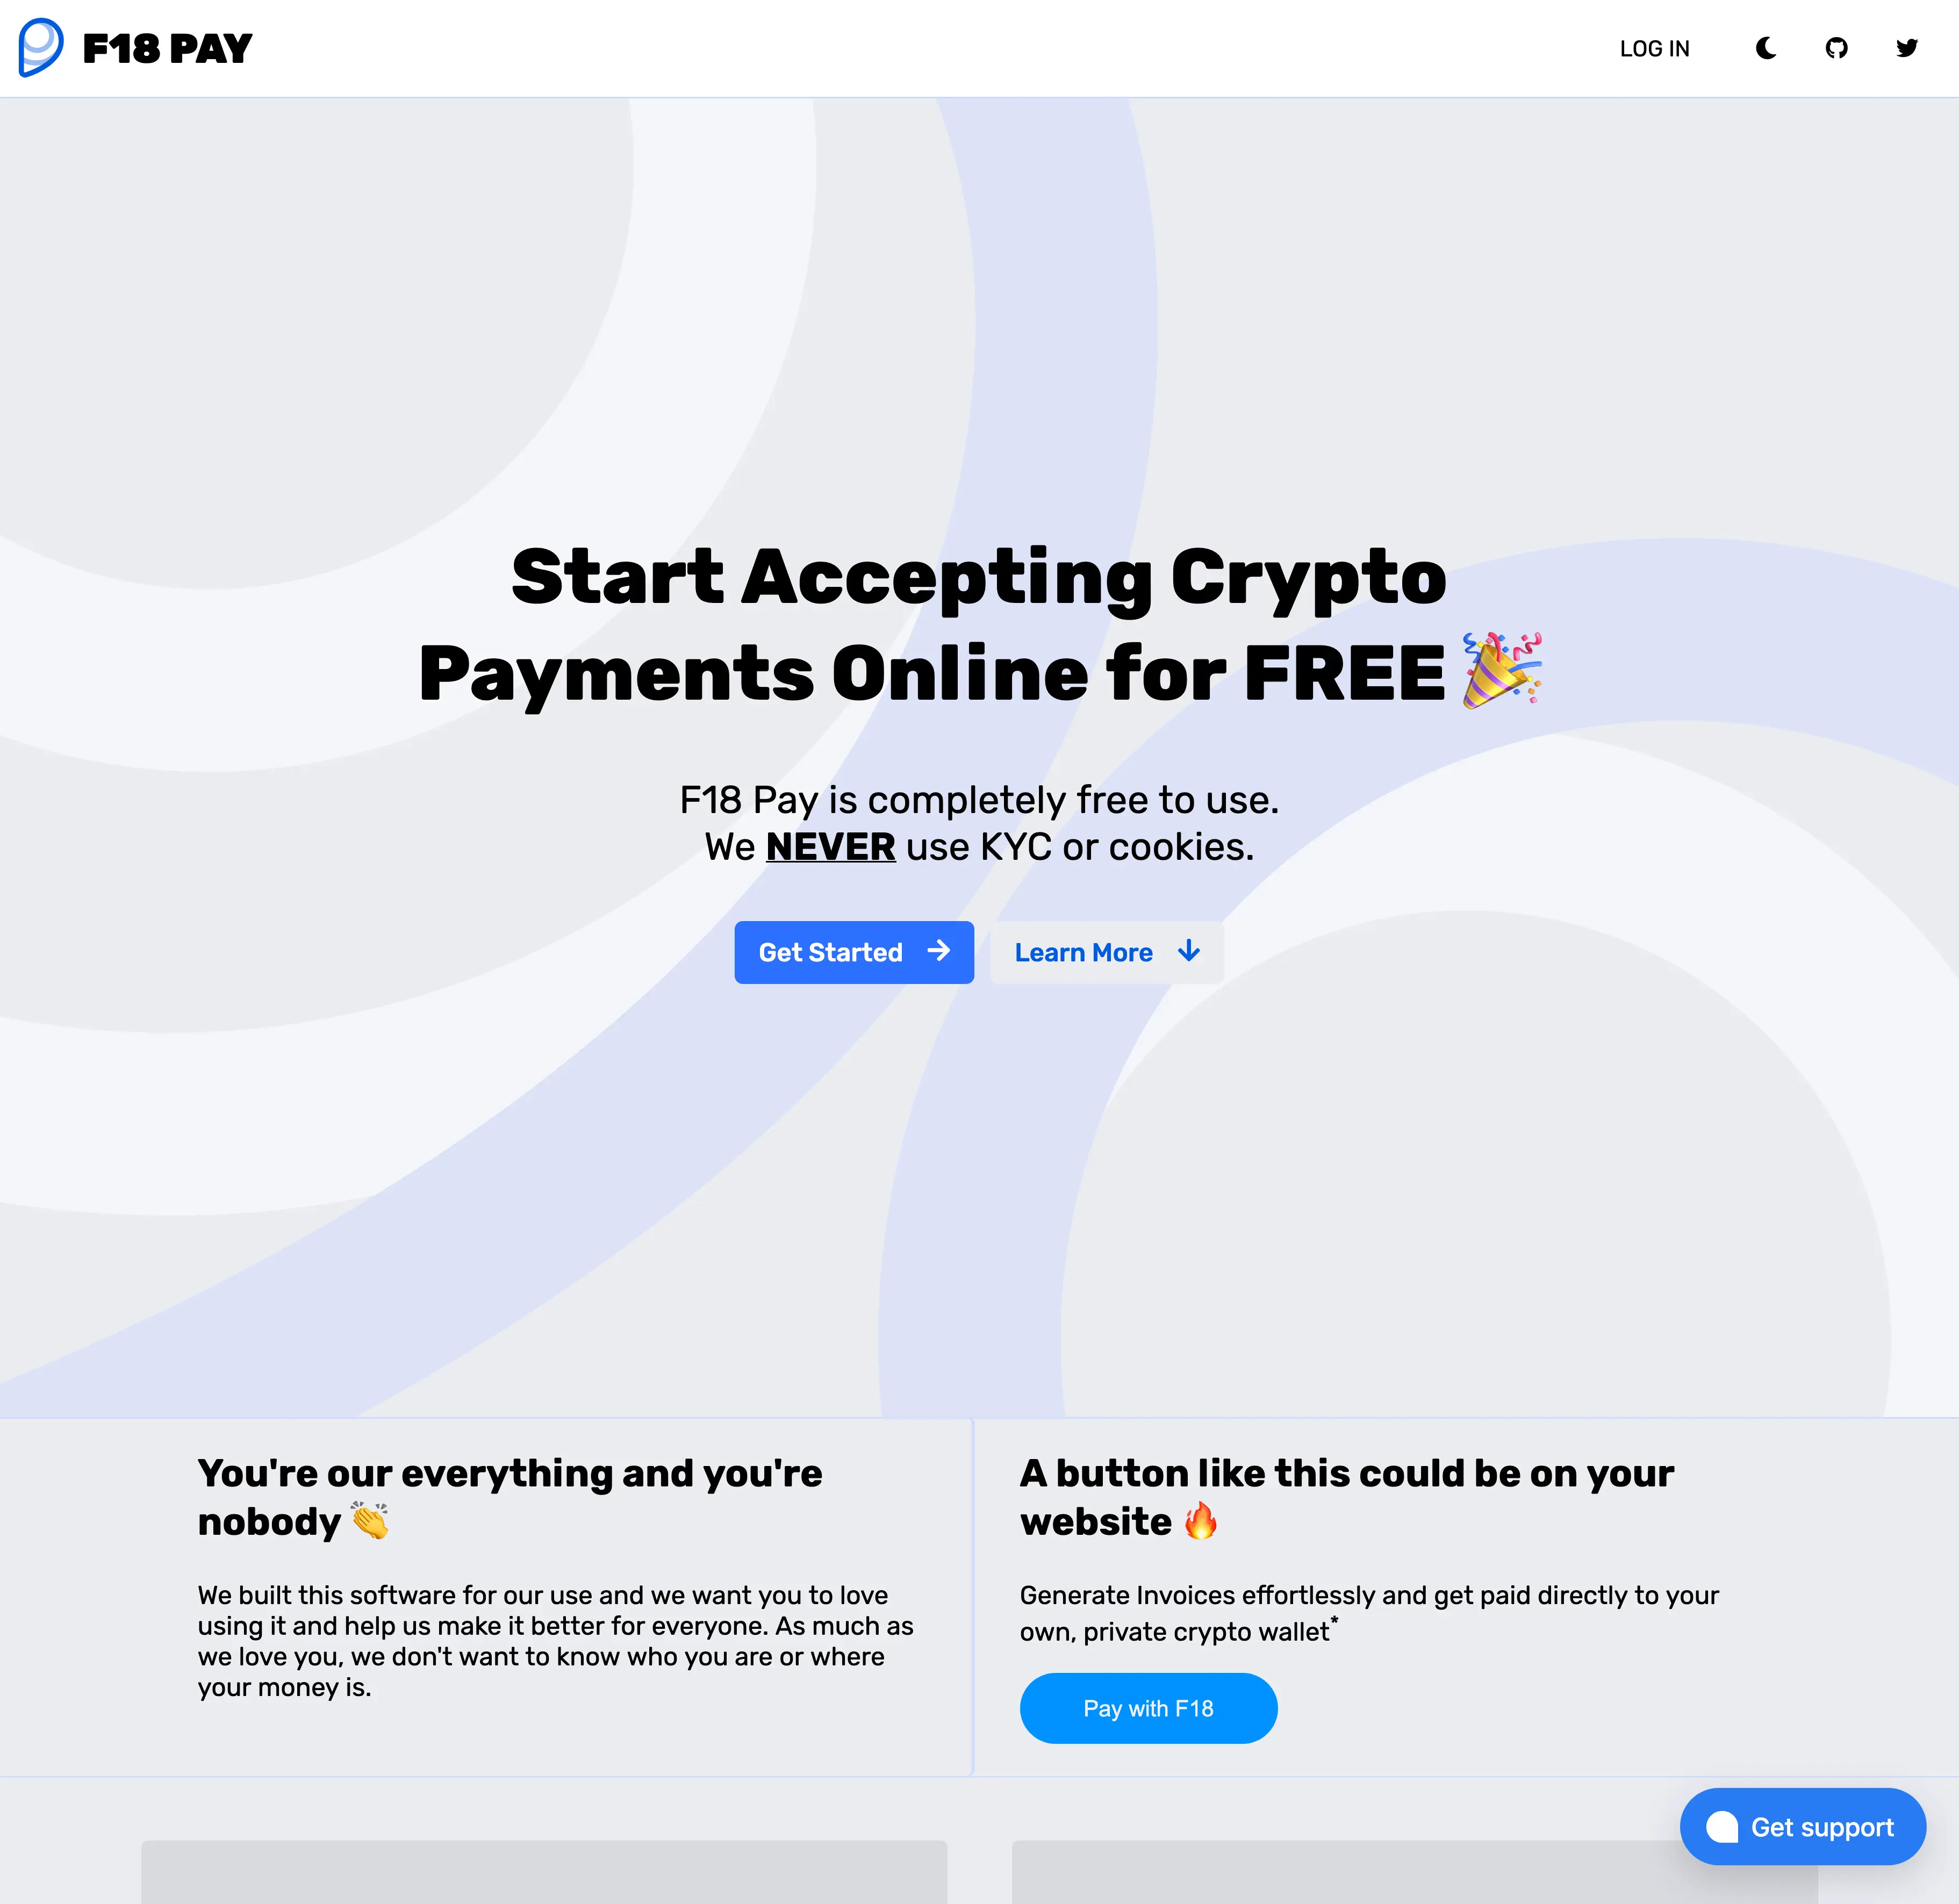 F18 PAY
LOG IN
Start Accepting Crypto
Payments Online for FREE 🎉
F18 Pay is completely free to use.
We NEVER use KYC or cookies.
Get Started →
Learn More ↓
You're our everything and you're
nobody 👏
We built this software for our use and we want you to love
using it and help us make it better for everyone. As much as
we love you, we don't want to know who you are or where
your money is.
A button like this could be on your
website 🔥
Generate Invoices effortlessly and get paid directly to your
own, private crypto wallet*
Pay with F18
Get support